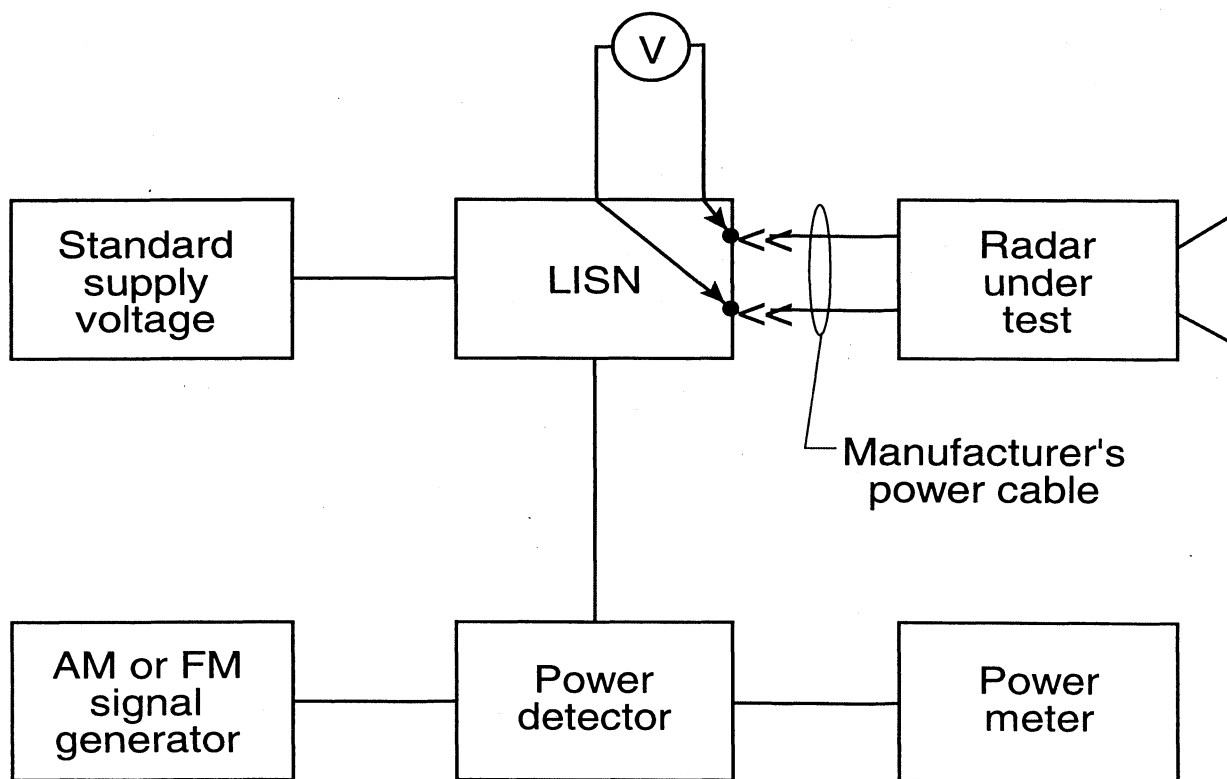 V
Standard
supply
voltage
LISN
Radar
under
test
Manufacturer's
power cable
AM or FM
signal
generator
Power
detector
Power
meter